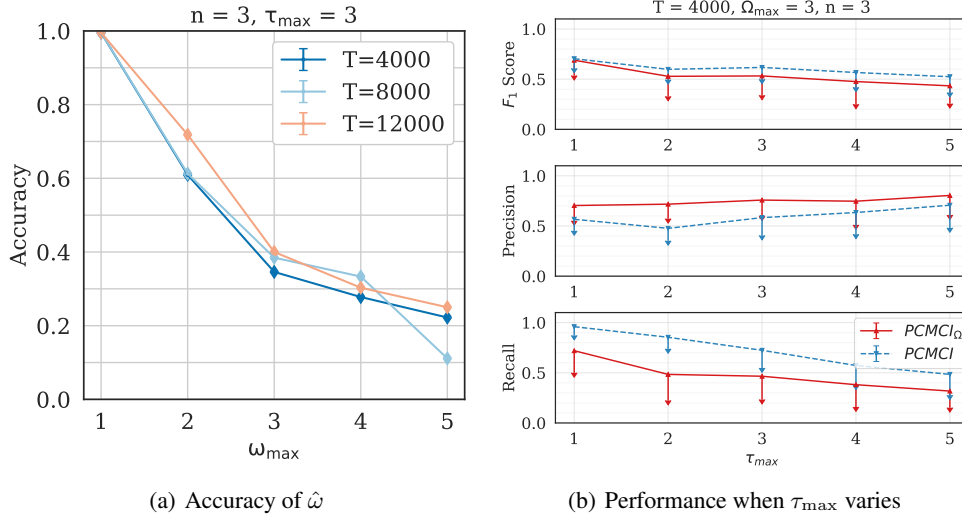 n = 3, τmax = 3
1.0
0.8
0.6
0.4
0.2
0.0
Accuracy
1 2 3 4 5
ωmax
T=4000
T=8000
T=12000
(a) Accuracy of ω̂
T = 4000, Ωmax = 3, n = 3
F1 Score
1.0
0.5
0.0
1 2 3 4 5
Precision
1.0
0.5
0.0
1 2 3 4 5
Recall
1.0
0.5
0.0
1 2 3 4 5
τmax
PCMCIΩ
PCMCI
(b) Performance when τmax varies